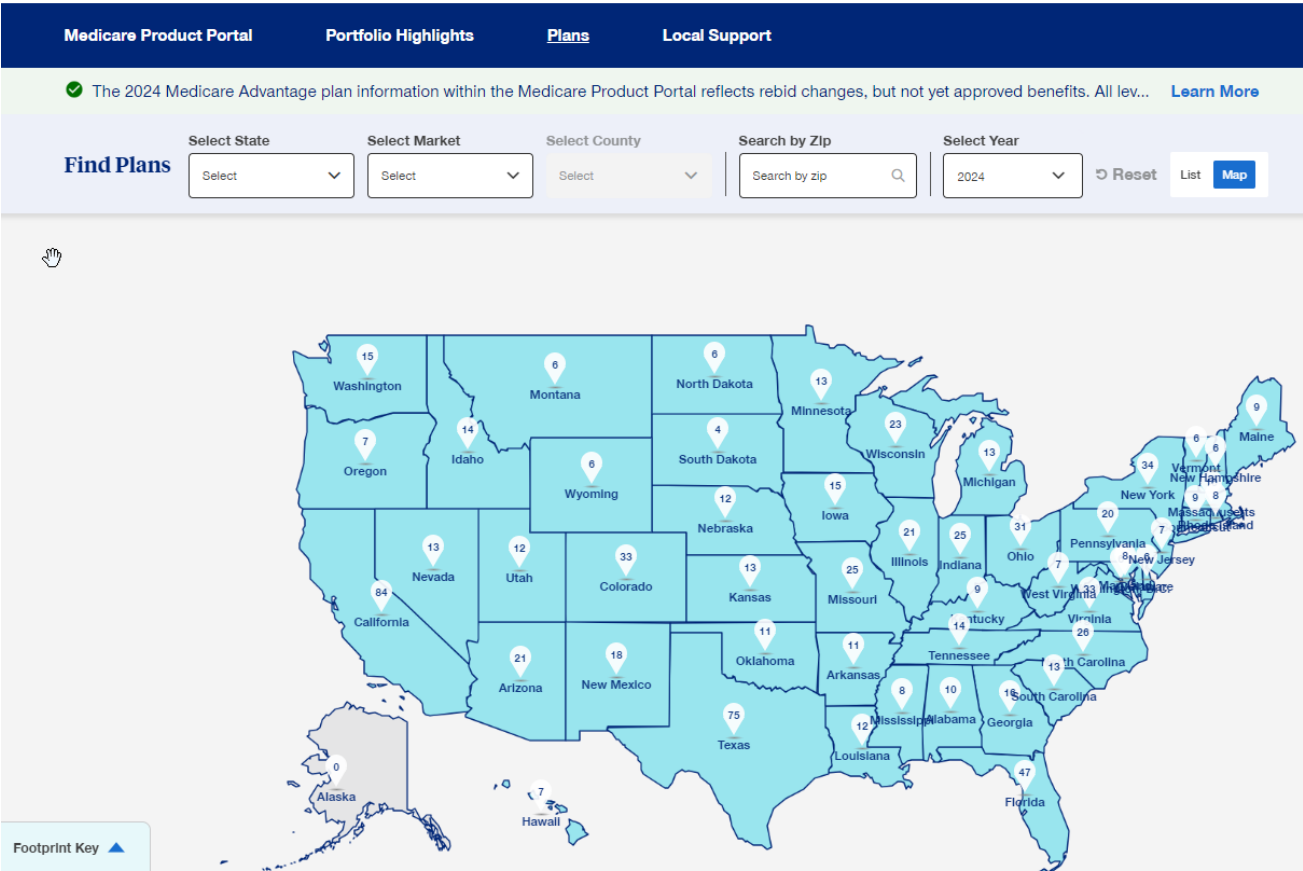 Medicare Product Portal
Portfolio Highlights
Plans
Local Support
The 2024 Medicare Advantage plan information within the Medicare Product Portal reflects rebid changes, but not yet approved benefits. All lev...
Learn More
Find Plans
Select State
Select
Select Market
Select
Select County
Select
Search by Zip
Search by zip
Select Year
2024
Reset
List
Map
15
Washington
6
Montana
6
North Dakota
13
Minnesota
9
Maine
7
Oregon
14
Idaho
4
South Dakota
23
Wisconsin
13
Michigan
6
Vermont
6
New Hampshire
6
Wyoming
34
New York
12
Nebraska
15
Iowa
9
8
20
Pennsylvania
7
New Jersey
13
Nevada
12
Utah
33
Colorado
13
Kansas
25
Missouri
21
Illinois
25
Indiana
31
Ohio
8
6
7
West Virginia
33
Virginia
84
California
9
14
Tennessee
26
13
South Carolina
21
Arizona
18
New Mexico
11
Oklahoma
11
Arkansas
8
Mississippi
10
Alabama
16
Georgia
75
Texas
12
Louisiana
47
Florida
0
Alaska
7
Hawaii
Footprint Key